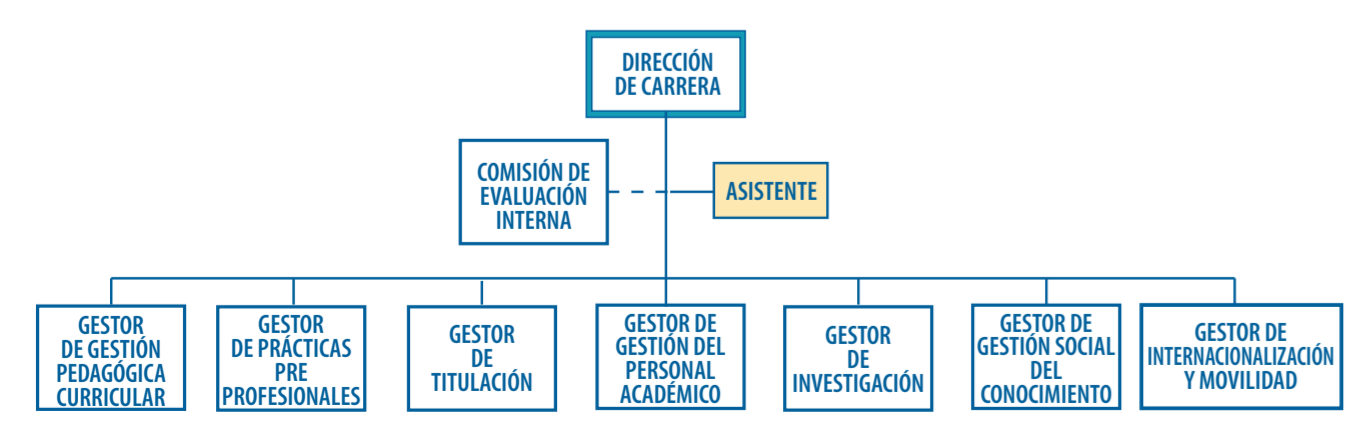 DIRECCIÓN
DE CARRERA
COMISIÓN DE
EVALUACIÓN
INTERNA
ASISTENTE
GESTOR
DE GESTIÓN
PEDAGÓGICA
CURRICULAR
GESTOR
DE PRÁCTICAS
PRE
PROFESIONALES
GESTOR
DE
TITULACIÓN
GESTOR DE
GESTIÓN DEL
PERSONAL
ACADÉMICO
GESTOR
DE
INVESTIGACIÓN
GESTOR DE
GESTIÓN SOCIAL
DEL
CONOCIMIENTO
GESTOR DE
INTERNACIONALIZACIÓN
Y MOVILIDAD